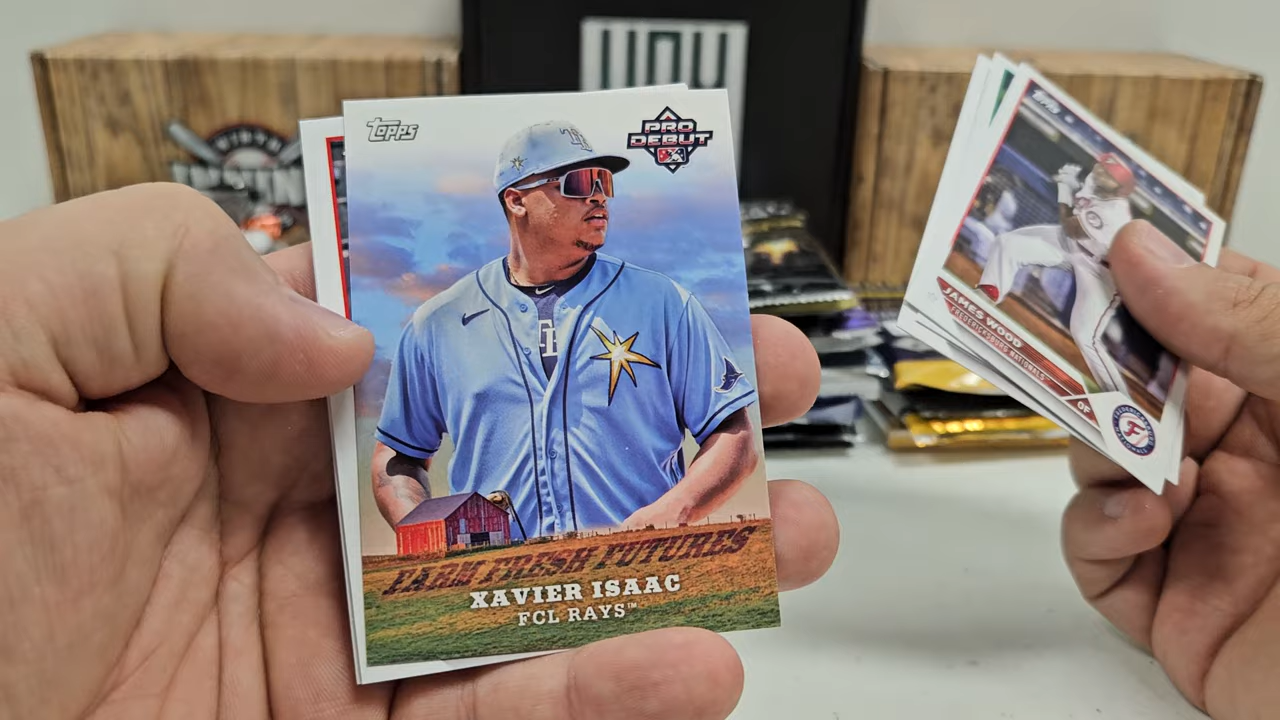 Topps
PRO
DEBUT
FARM FRESH FUTURES
XAVIER ISAAC
FCL RAYS™
Topps
JAMES WOOD
FREDERICKSBURG NATIONALS
OF